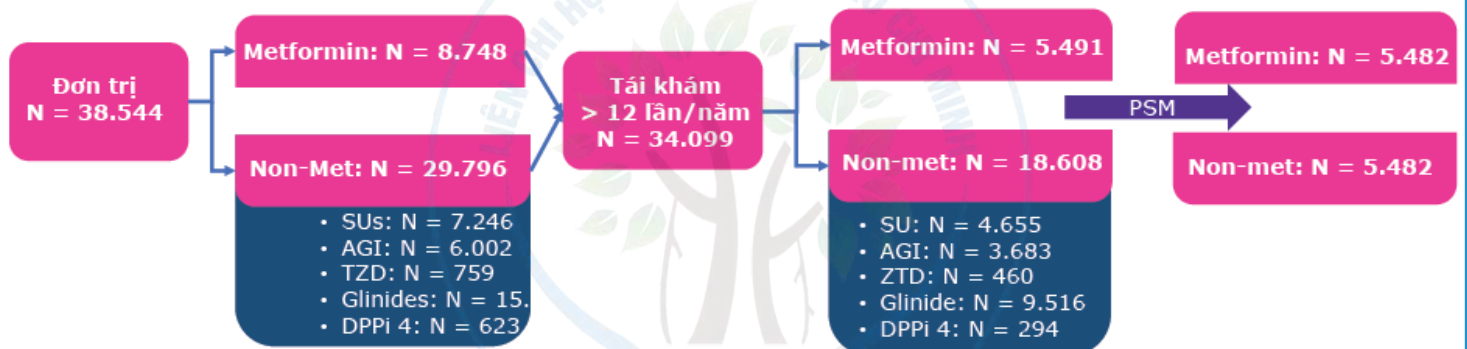 Đơn trị
N = 38.544
Metformin: N = 8.748
Non-Met: N = 29.796
• SUs: N = 7.246
• AGI: N = 6.002
• TZD: N = 759
• Glinides: N = 15.
• DPPi 4: N = 623
Tái khám
> 12 lần/năm
N = 34.099
Metformin: N = 5.491
Non-met: N = 18.608
• SU: N = 4.655
• AGI: N = 3.683
• ZTD: N = 460
• Glinide: N = 9.516
• DPPi 4: N = 294
PSM
Metformin: N = 5.482
Non-met: N = 5.482